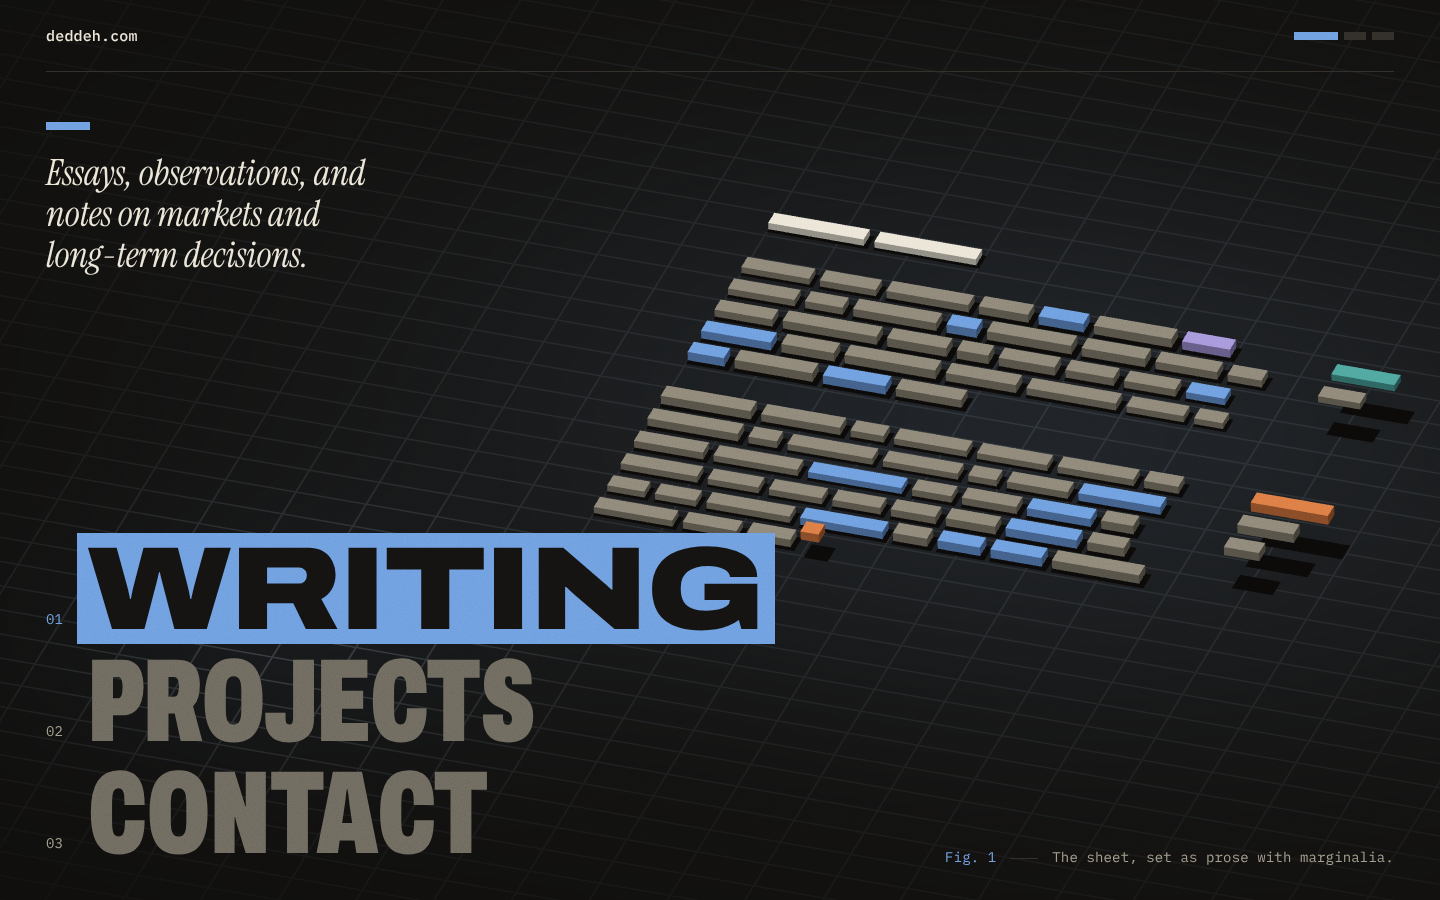 deddeh.com
Essays, observations, and
notes on markets and
long-term decisions.
01 WRITING
02 PROJECTS
03 CONTACT
Fig. 1 The sheet, set as prose with marginalia.